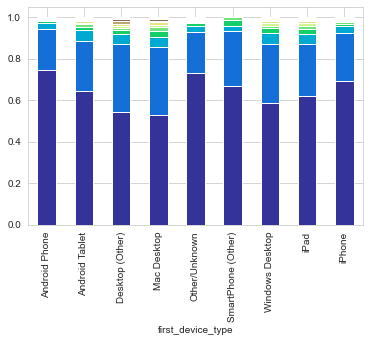 1.0
0.8
0.6
0.4
0.2
0.0
Android Phone
Android Tablet
Desktop (Other)
Mac Desktop
Other/Unknown
SmartPhone (Other)
Windows Desktop
iPad
iPhone
first_device_type